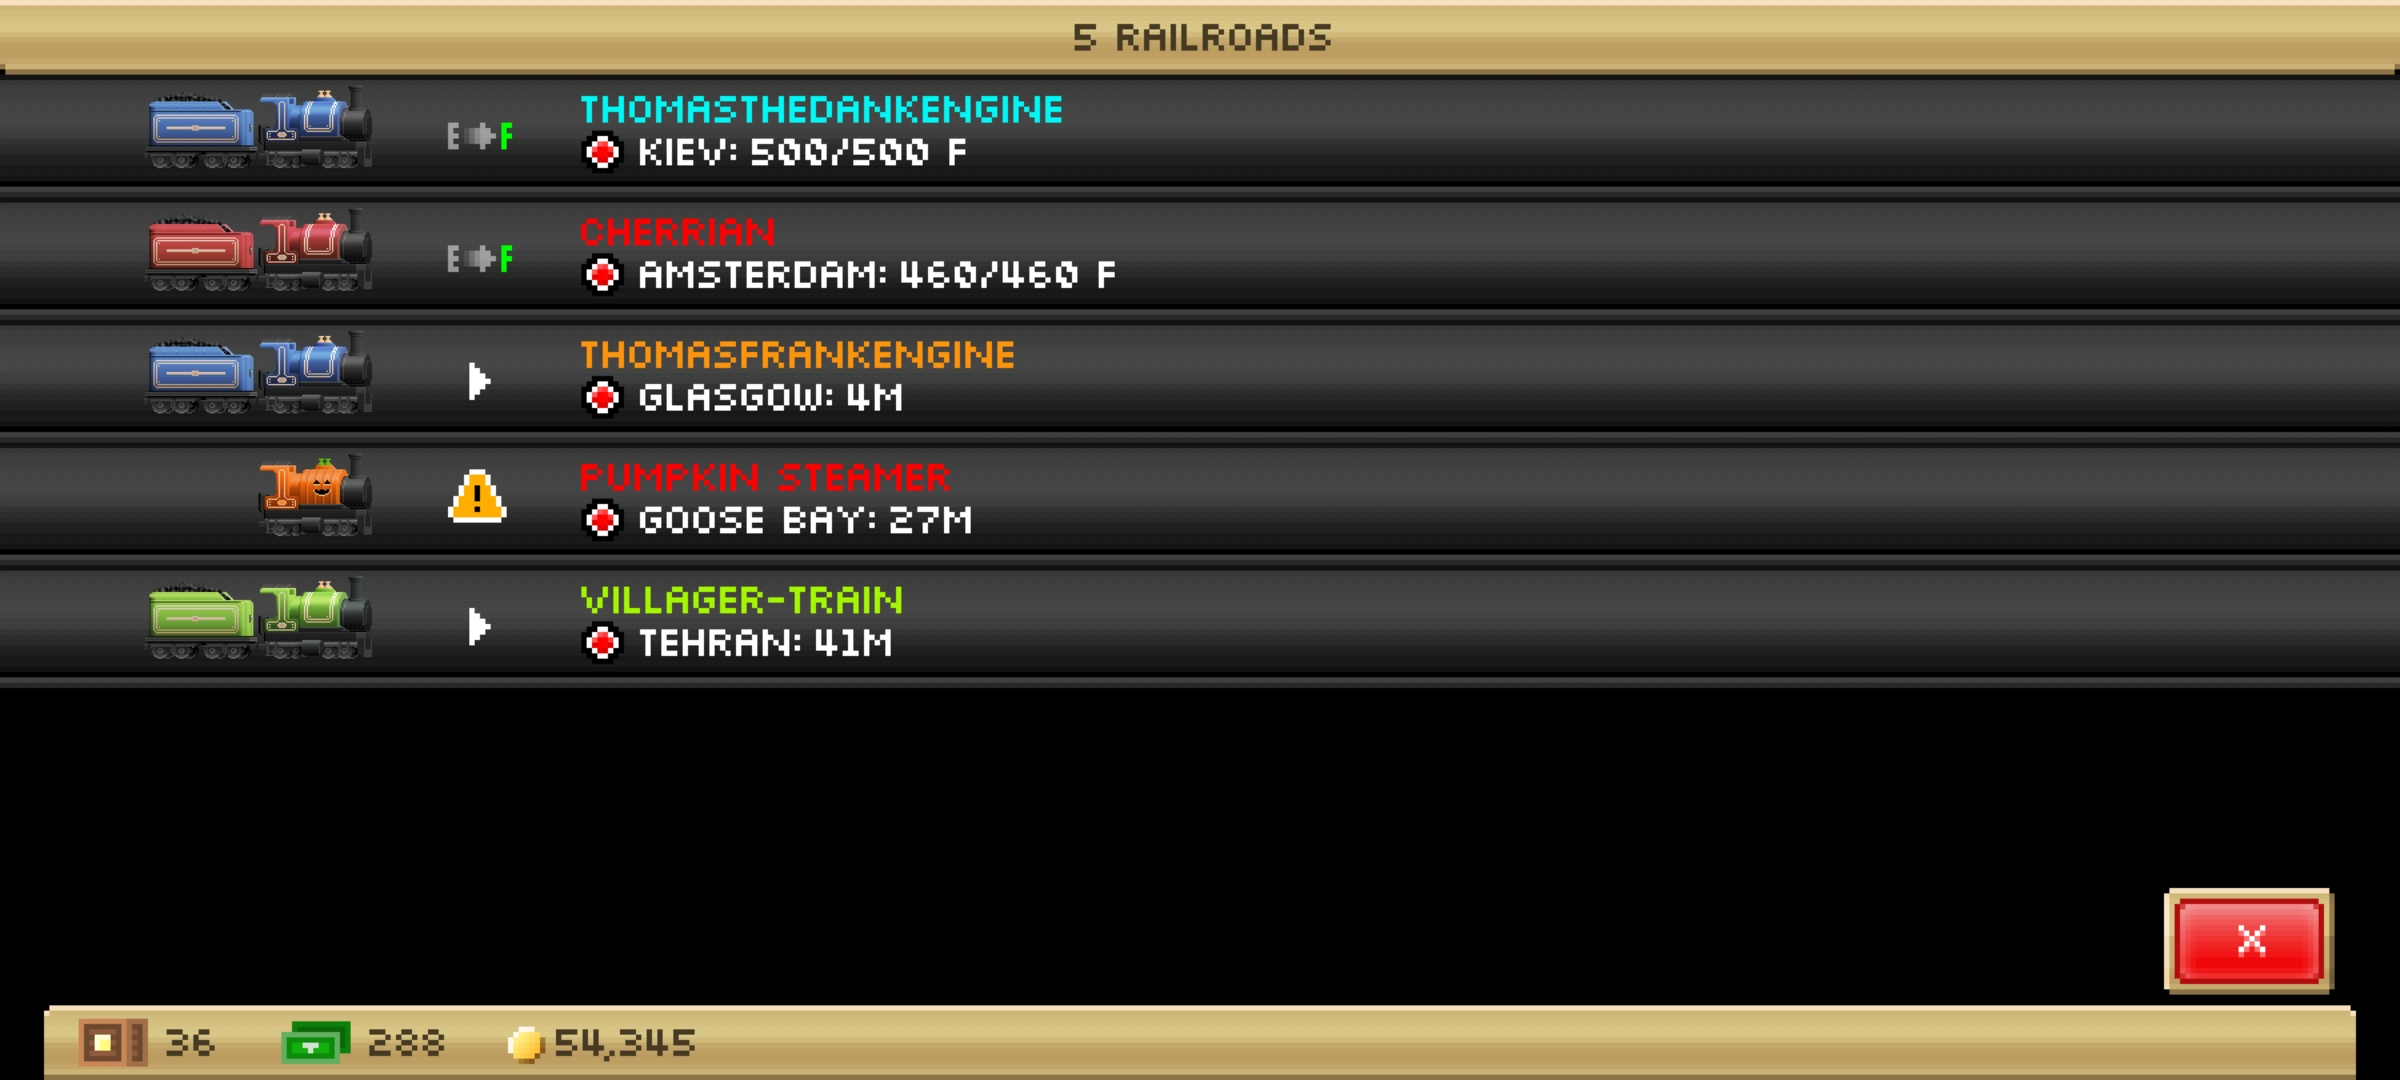 5 RAILROADS
E F
THOMASTHEDANKENGINE
KIEV: 500/500 F
E F
CHERRIAN
AMSTERDAM: 460/460 F
THOMASFRANKENGINE
GLASGOW: 4M
!
PUMPKIN STEAMER
GOOSE BAY: 27M
VILLAGER-TRAIN
TEHRAN: 41M
X
36 288 54,345